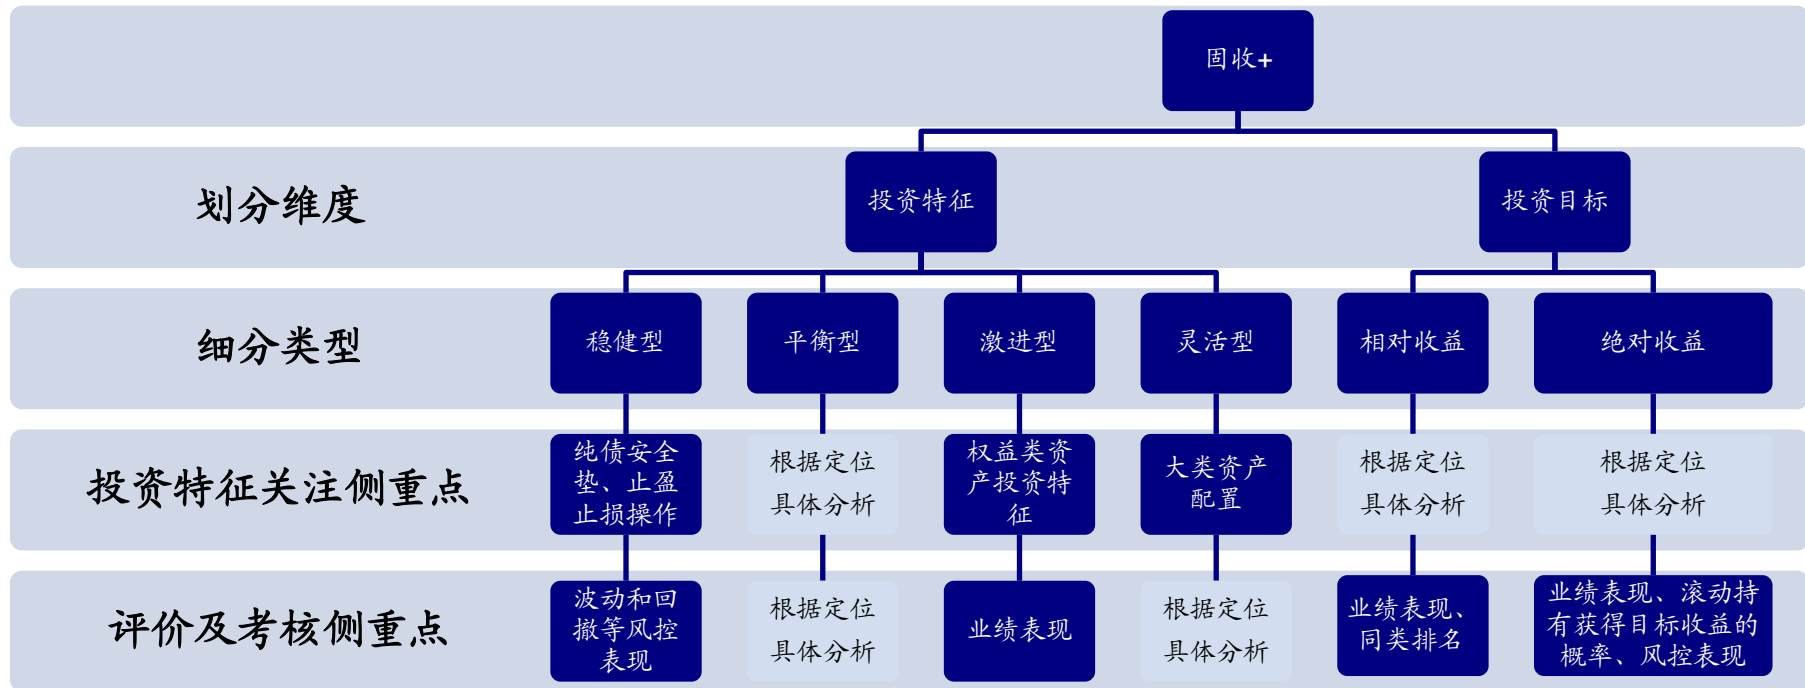 固收+
划分维度
投资特征
投资目标
细分类型
稳健型
平衡型
激进型
灵活型
相对收益
绝对收益
投资特征关注侧重点
纯债安全
垫、止盈
止损操作
根据定位
具体分析
权益类资
产投资特
征
大类资产
配置
根据定位
具体分析
根据定位
具体分析
评价及考核侧重点
波动和回
撤等风控
表现
根据定位
具体分析
业绩表现
根据定位
具体分析
业绩表现、
同类排名
业绩表现、滚动持
有获得目标收益的
概率、风控表现